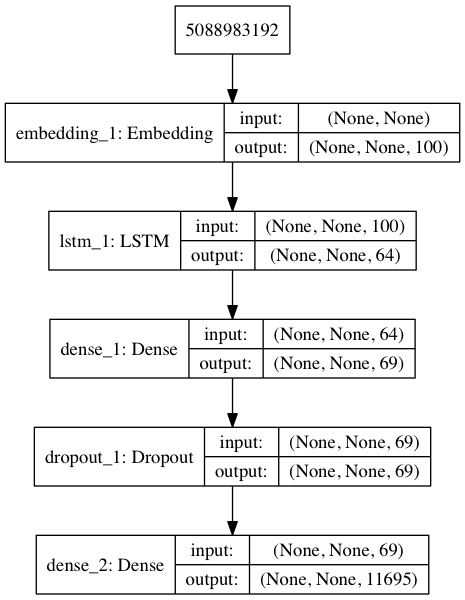 5088983192
embedding_1: Embedding
input:
(None, None)
output:
(None, None, 100)
lstm_1: LSTM
input:
(None, None, 100)
output:
(None, None, 64)
dense_1: Dense
input:
(None, None, 64)
output:
(None, None, 69)
dropout_1: Dropout
input:
(None, None, 69)
output:
(None, None, 69)
dense_2: Dense
input:
(None, None, 69)
output:
(None, None, 11695)